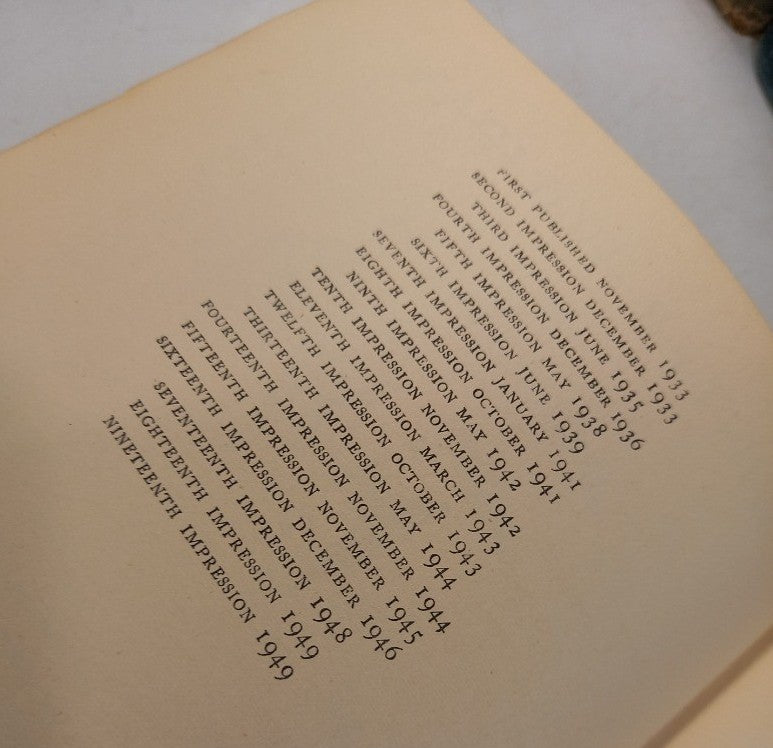 FIRST PUBLISHED NOVEMBER 1933
SECOND IMPRESSION DECEMBER 1933
THIRD IMPRESSION JUNE 1935
FOURTH IMPRESSION DECEMBER 1936
FIFTH IMPRESSION MAY 1938
SIXTH IMPRESSION JUNE 1939
SEVENTH IMPRESSION JANUARY 1941
EIGHTH IMPRESSION OCTOBER 1941
NINTH IMPRESSION MAY 1942
TENTH IMPRESSION NOVEMBER 1942
ELEVENTH IMPRESSION MARCH 1943
TWELFTH IMPRESSION OCTOBER 1943
THIRTEENTH IMPRESSION MAY 1944
FOURTEENTH IMPRESSION NOVEMBER 1944
FIFTEENTH IMPRESSION NOVEMBER 1945
SIXTEENTH IMPRESSION DECEMBER 1946
SEVENTEENTH IMPRESSION 1948
EIGHTEENTH IMPRESSION 1949
NINETEENTH IMPRESSION 1949